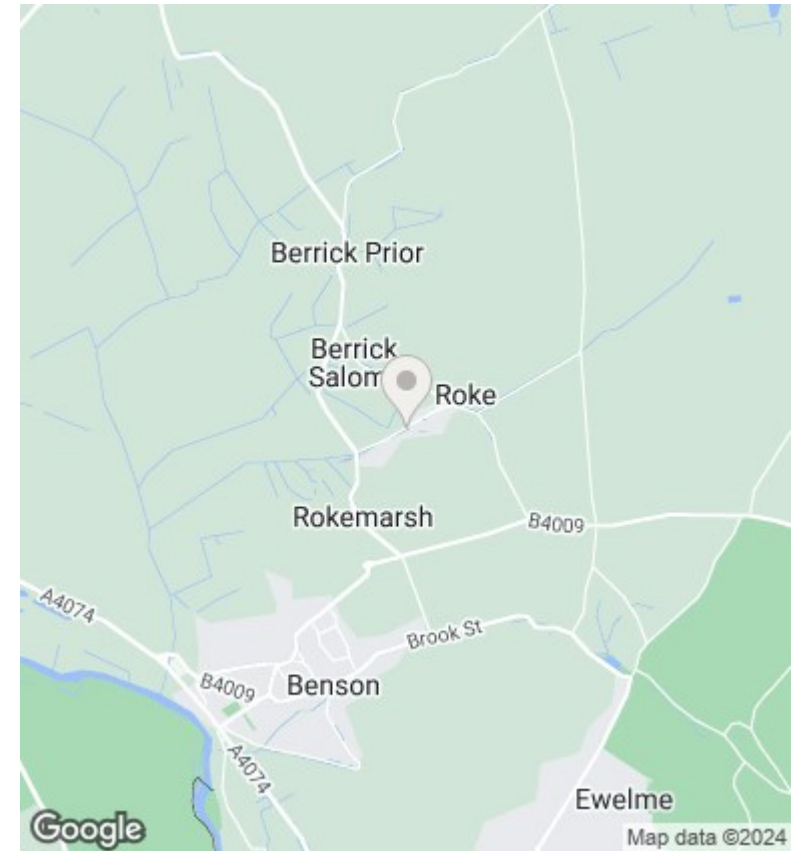 Berrick Prior
Berrick
Salom
Roke
Rokemarsh
B4009
A4074
Brook St
B4009
Benson
A4074
Ewelme
Google
Map data ©2024